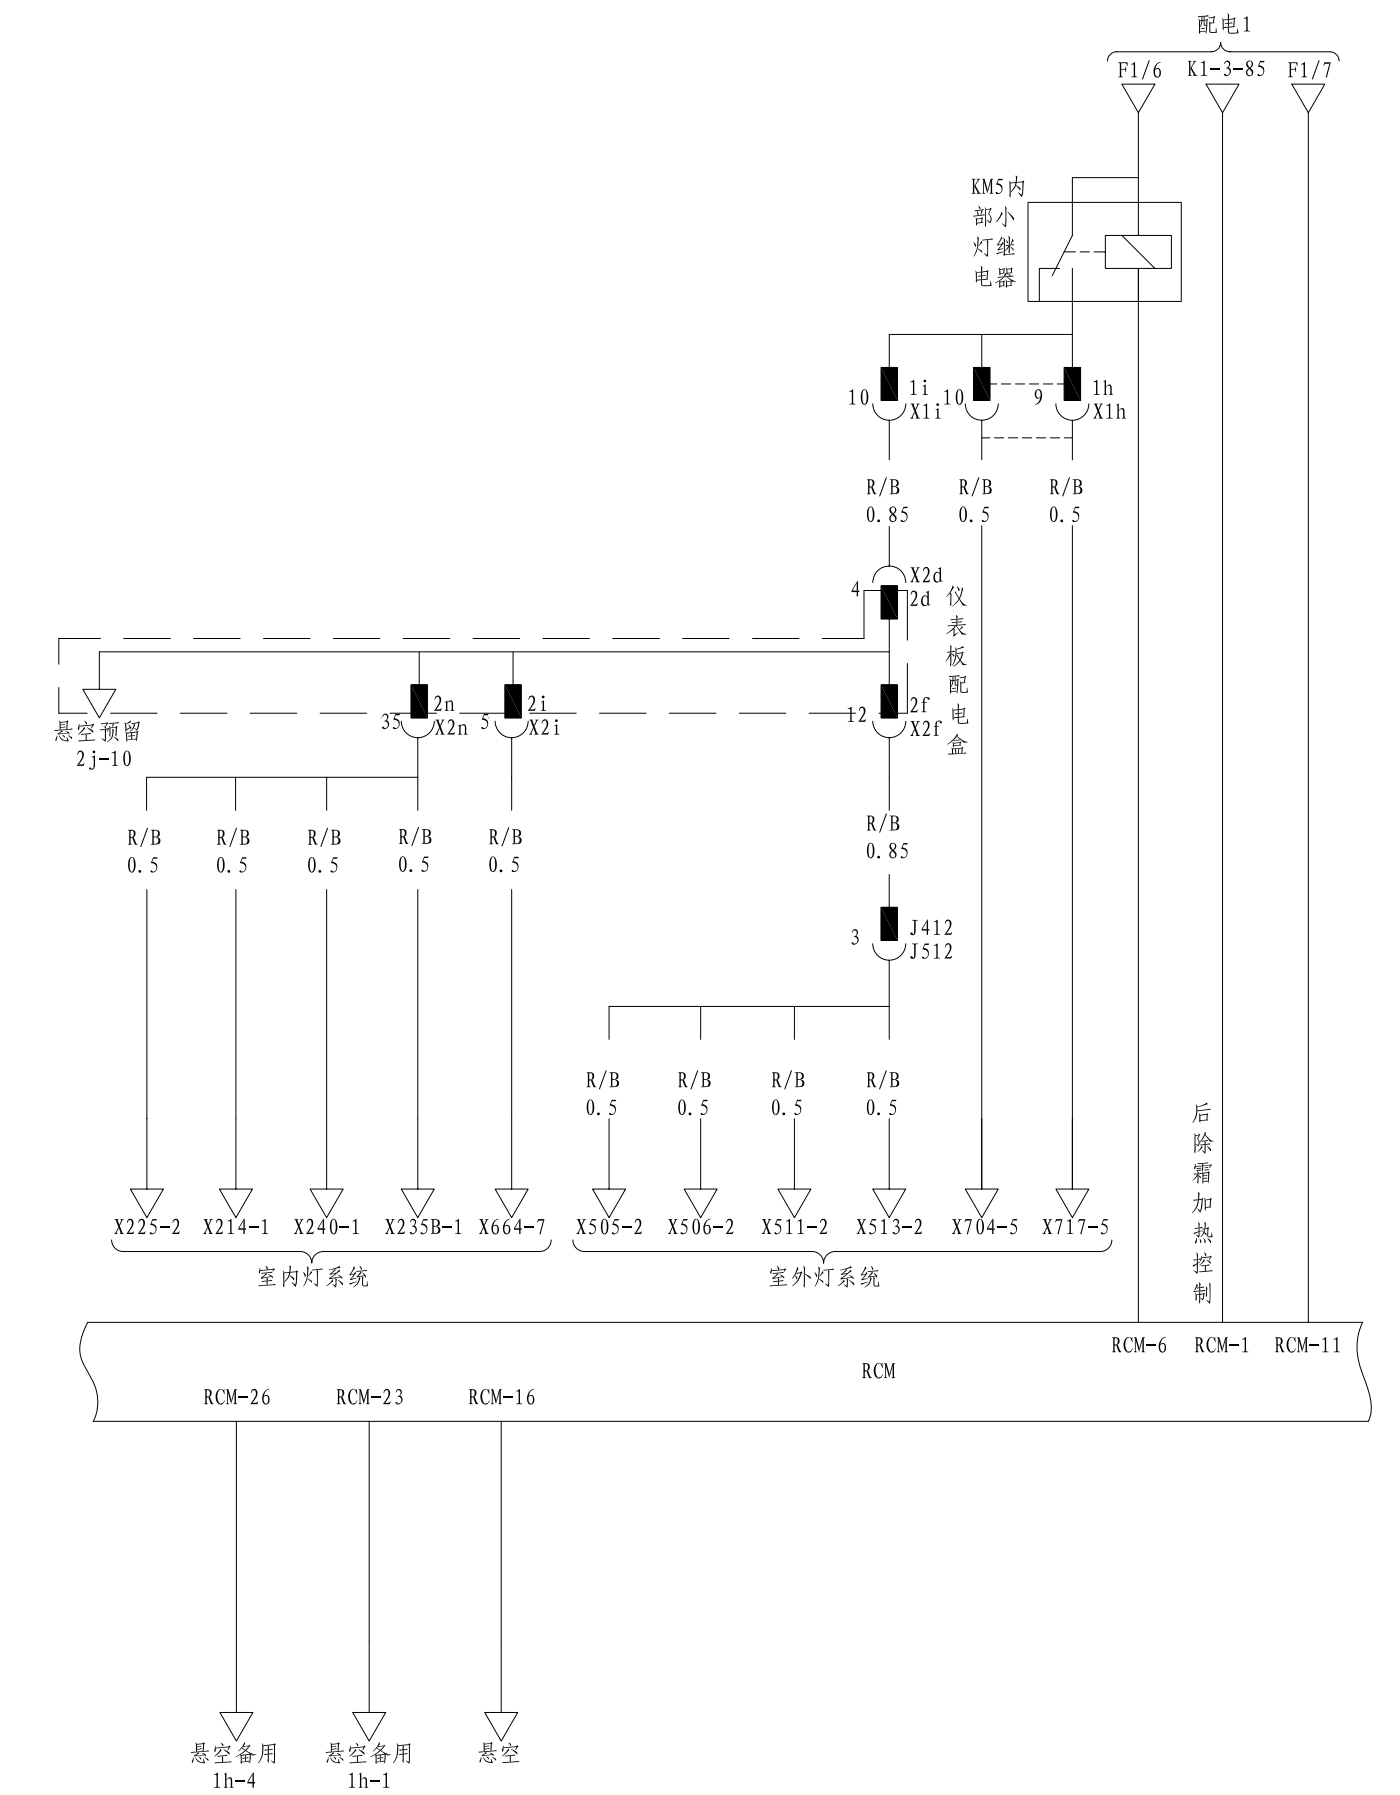 配电1
F1/6 K1-3-85 F1/7
KM5内
部小
灯继
电器
10 1i 10 9 1h
X1i X1h
R/B R/B R/B
0.85 0.5 0.5
X2d
4 2d
仪表板配电盒
2n 2i 2f
35 X2n 5 X2i 12 X2f
悬空预留
2j-10
R/B R/B R/B R/B R/B R/B
0.5 0.5 0.5 0.5 0.5 0.85
3 J412
J512
R/B R/B R/B R/B
0.5 0.5 0.5 0.5
后除霜加热控制
X225-2 X214-1 X240-1 X235B-1 X664-7 X505-2 X506-2 X511-2 X513-2 X704-5 X717-5
室内灯系统 室外灯系统
RCM-6 RCM-1 RCM-11
RCM
RCM-26 RCM-23 RCM-16
悬空备用 悬空备用 悬空
1h-4 1h-1